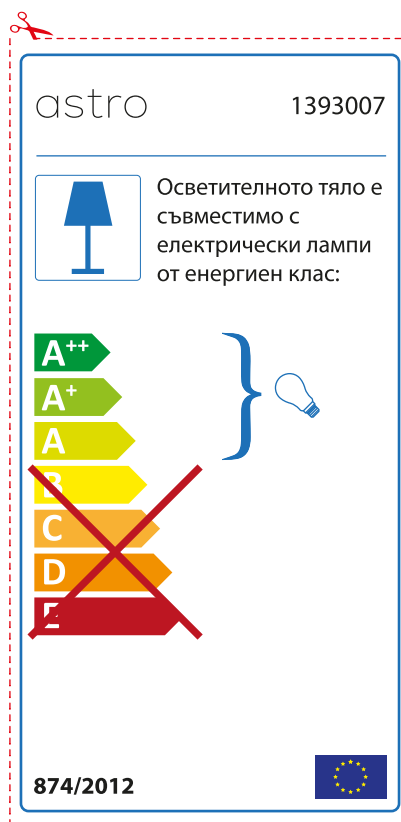 astro
1393007
Осветителното тяло е
съвместимо с
електрически лампи
от енергиен клас:
A++
A+
A
B
C
D
E
874/2012